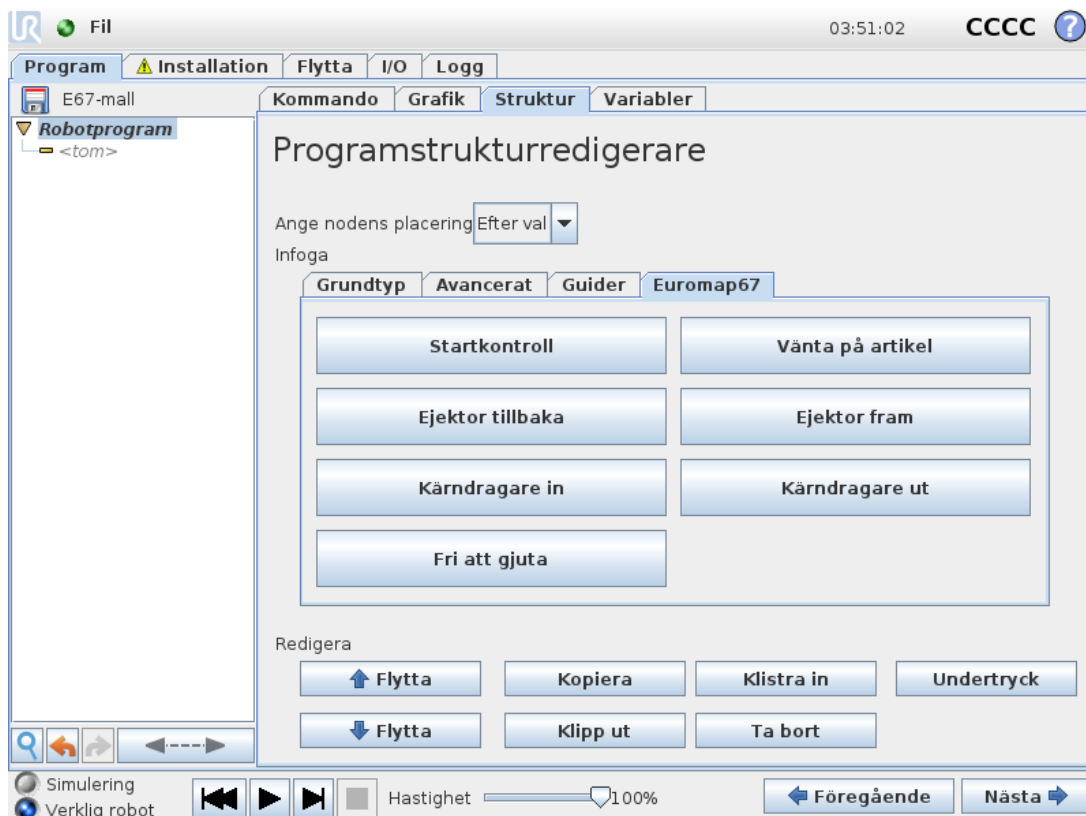 UR Fil 03:51:02 CCCC ?
Program Installation Flytta I/O Logg
E67-mall
Kommando Grafik Struktur Variabler
Robotprogram
<tom>
Programstrukturredigerare
Ange nodens placering Efter val
Infoga
Grundtyp Avancerat Guider Euromap67
Startkontroll Vänta på artikel
Ejektor tillbaka Ejektor fram
Kärndragare in Kärndragare ut
Fri att gjuta
Redigera
Flytta Kopiera Klistra in Undertryck
Flytta Klipp ut Ta bort
Simulering
Verklig robot
Hastighet 100%
Föregående Nästa